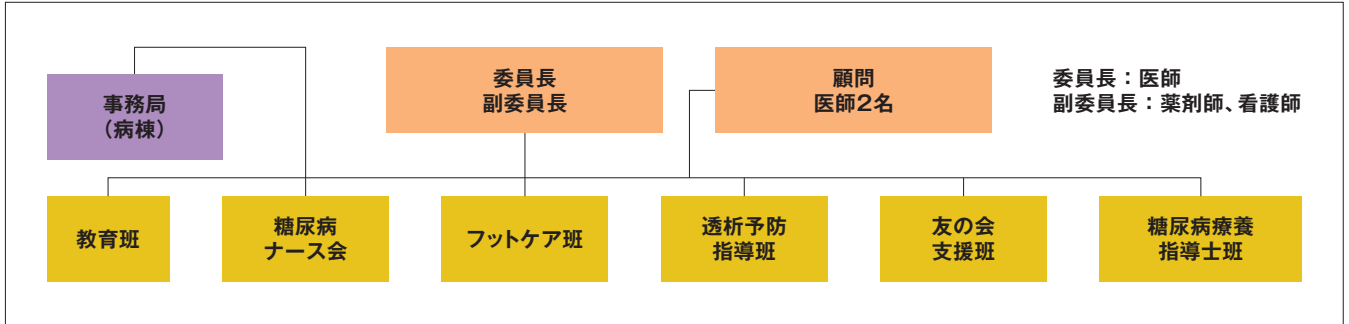 事務局
（病棟）
委員長
副委員長
顧問
医師2名
委員長：医師
副委員長：薬剤師、看護師
教育班
糖尿病
ナース会
フットケア班
透析予防
指導班
友の会
支援班
糖尿病療養
指導士班